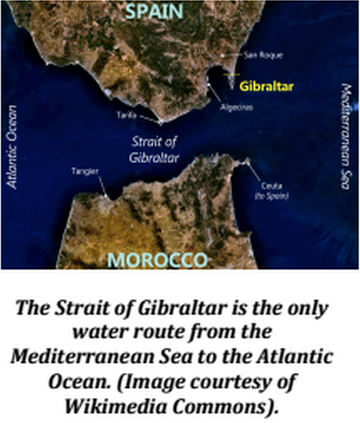 SPAIN
San Roque
Gibraltar
Algeciras
Tarifa
Strait of
Gibraltar
Atlantic Ocean
Mediterranean Sea
Tangier
Ceuta
(to Spain)
MOROCCO
The Strait of Gibraltar is the only
water route from the
Mediterranean Sea to the Atlantic
Ocean. (Image courtesy of
Wikimedia Commons).